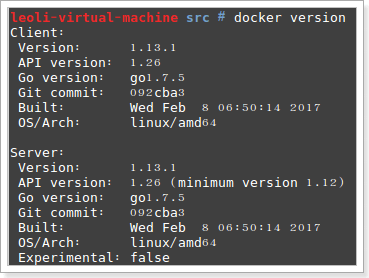 leoli-virtual-machine src # docker version
Client:
 Version:      1.13.1
 API version:  1.26
 Go version:   go1.7.5
 Git commit:   092cba3
 Built:        Wed Feb  8 06:50:14 2017
 OS/Arch:      linux/amd64

Server:
 Version:      1.13.1
 API version:  1.26 (minimum version 1.12)
 Go version:   go1.7.5
 Git commit:   092cba3
 Built:        Wed Feb  8 06:50:14 2017
 OS/Arch:      linux/amd64
 Experimental: false